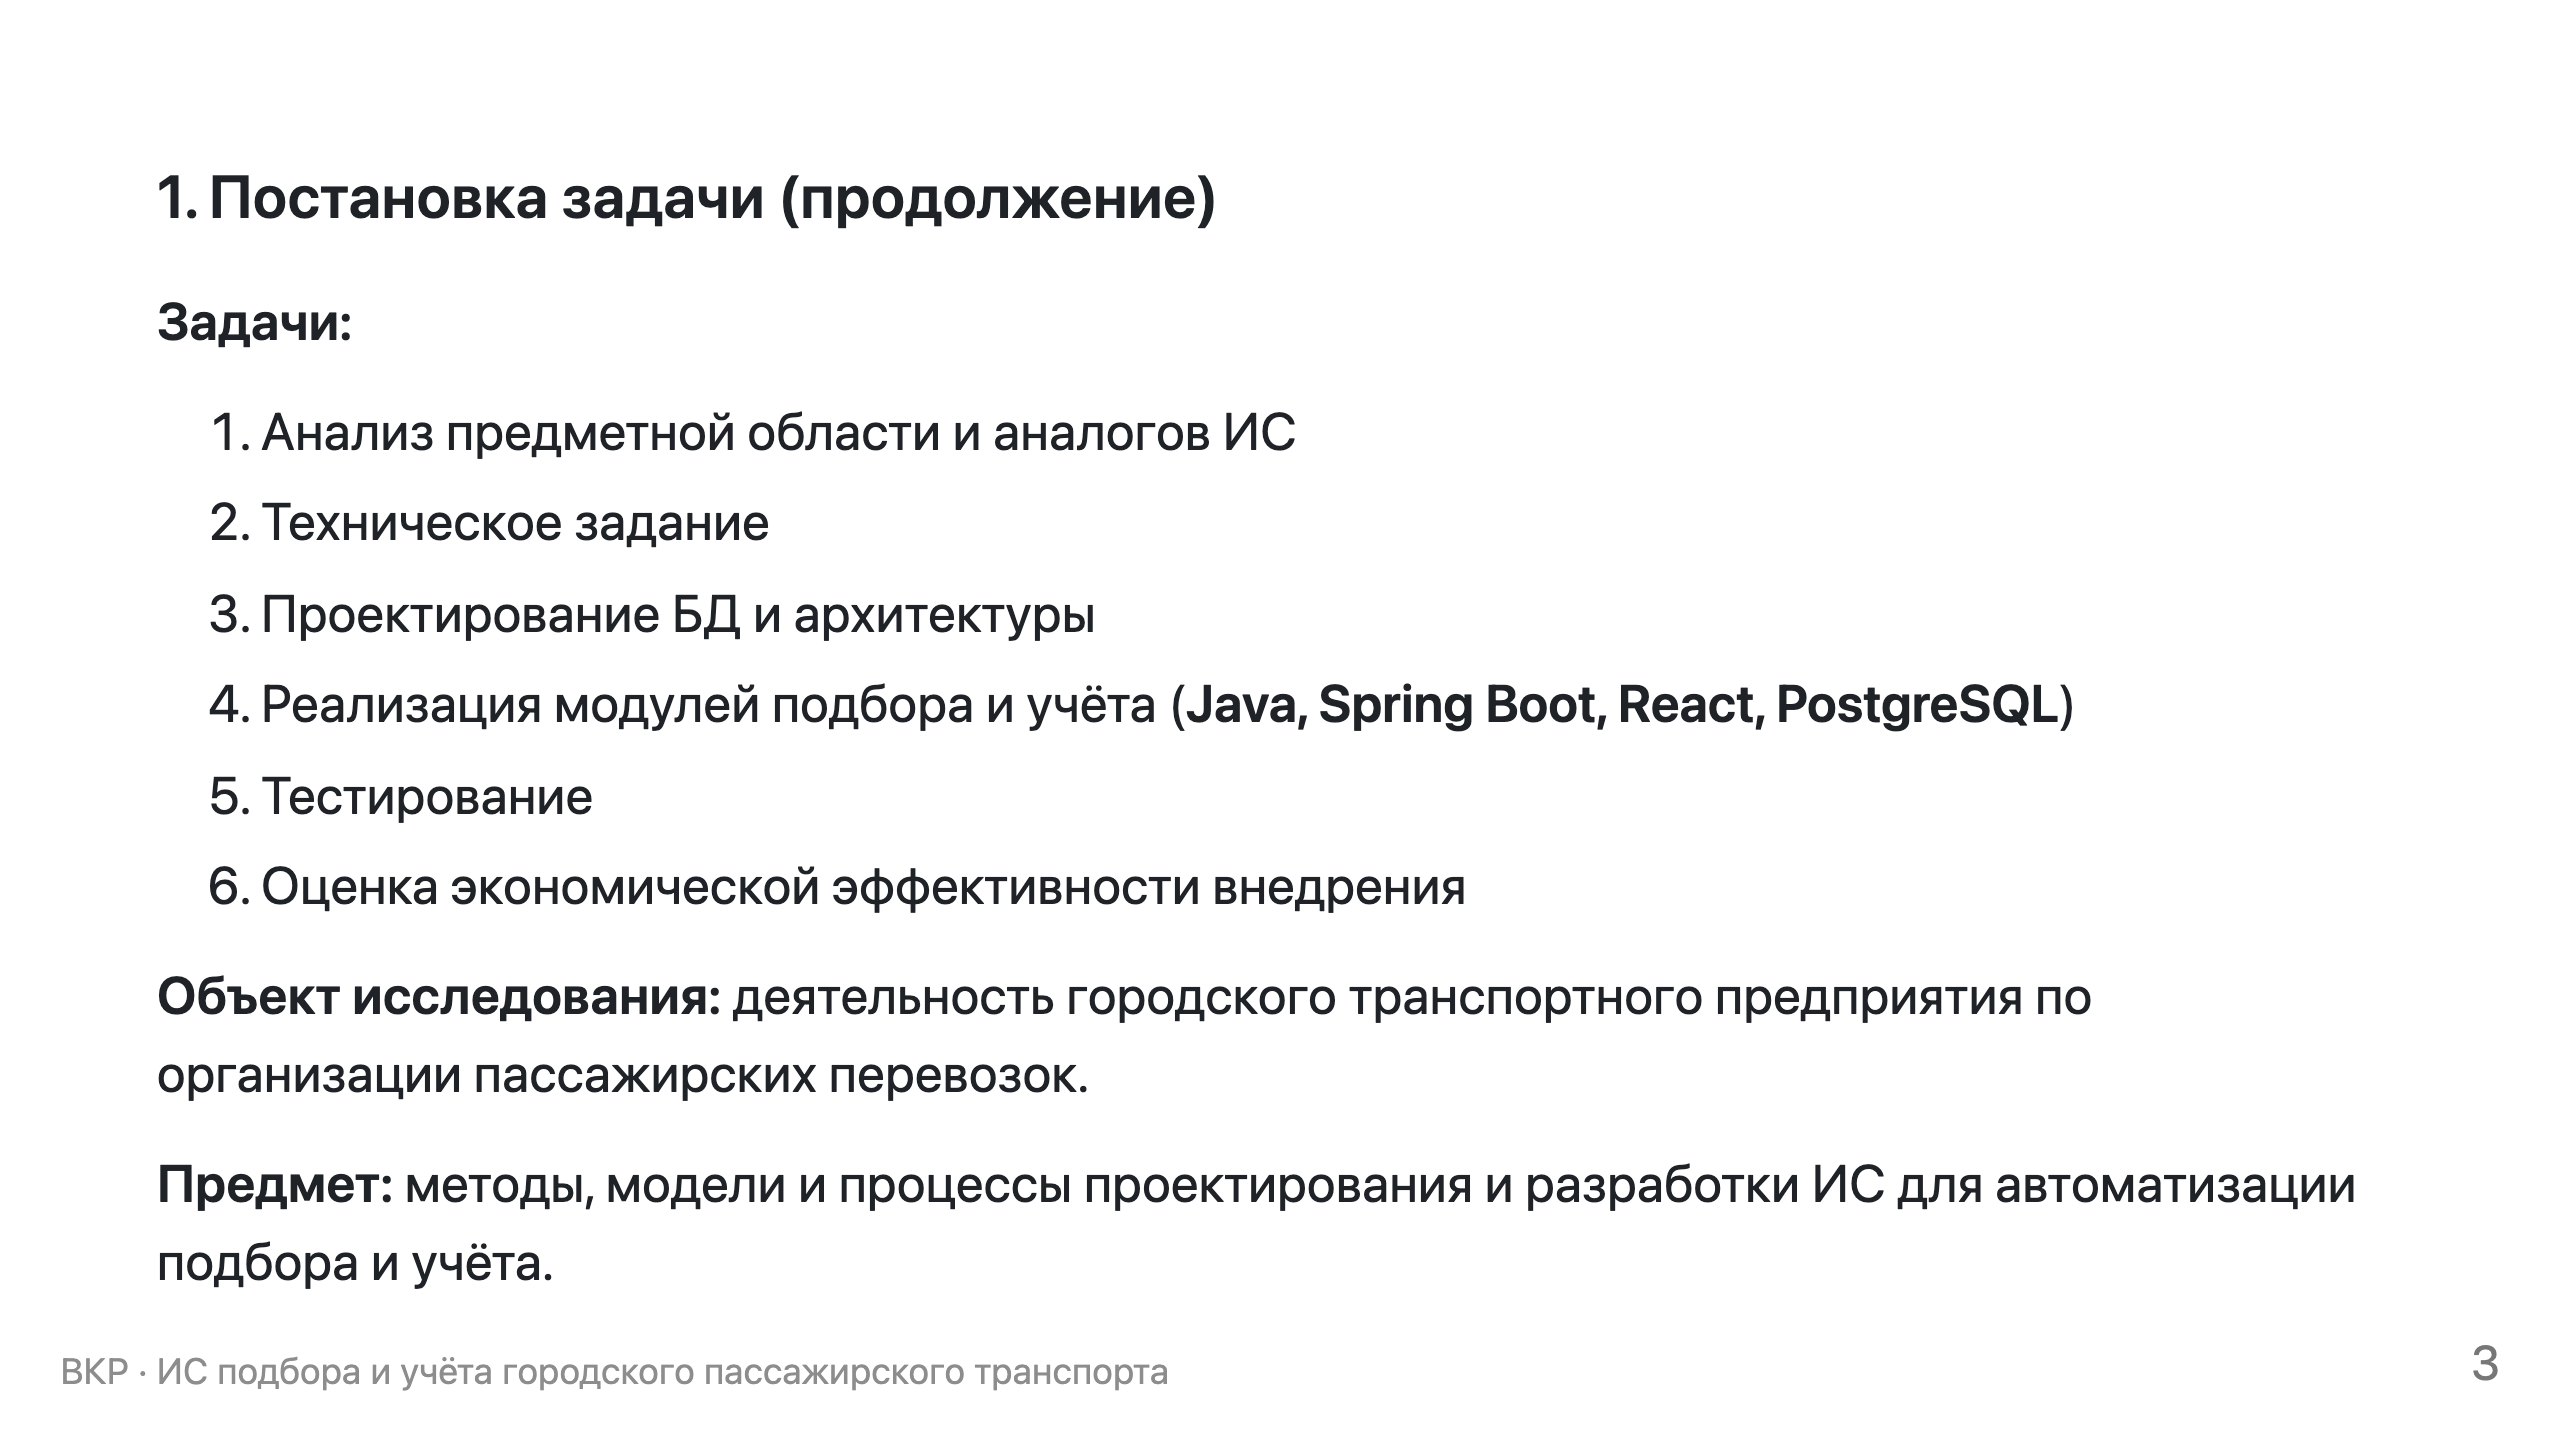 1. Постановка задачи (продолжение)
Задачи:
1. Анализ предметной области и аналогов ИС
2. Техническое задание
3. Проектирование БД и архитектуры
4. Реализация модулей подбора и учёта (Java, Spring Boot, React, PostgreSQL)
5. Тестирование
6. Оценка экономической эффективности внедрения
Объект исследования: деятельность городского транспортного предприятия по
организации пассажирских перевозок.
Предмет: методы, модели и процессы проектирования и разработки ИС для автоматизации
подбора и учёта.
ВКР · ИС подбора и учёта городского пассажирского транспорта
3